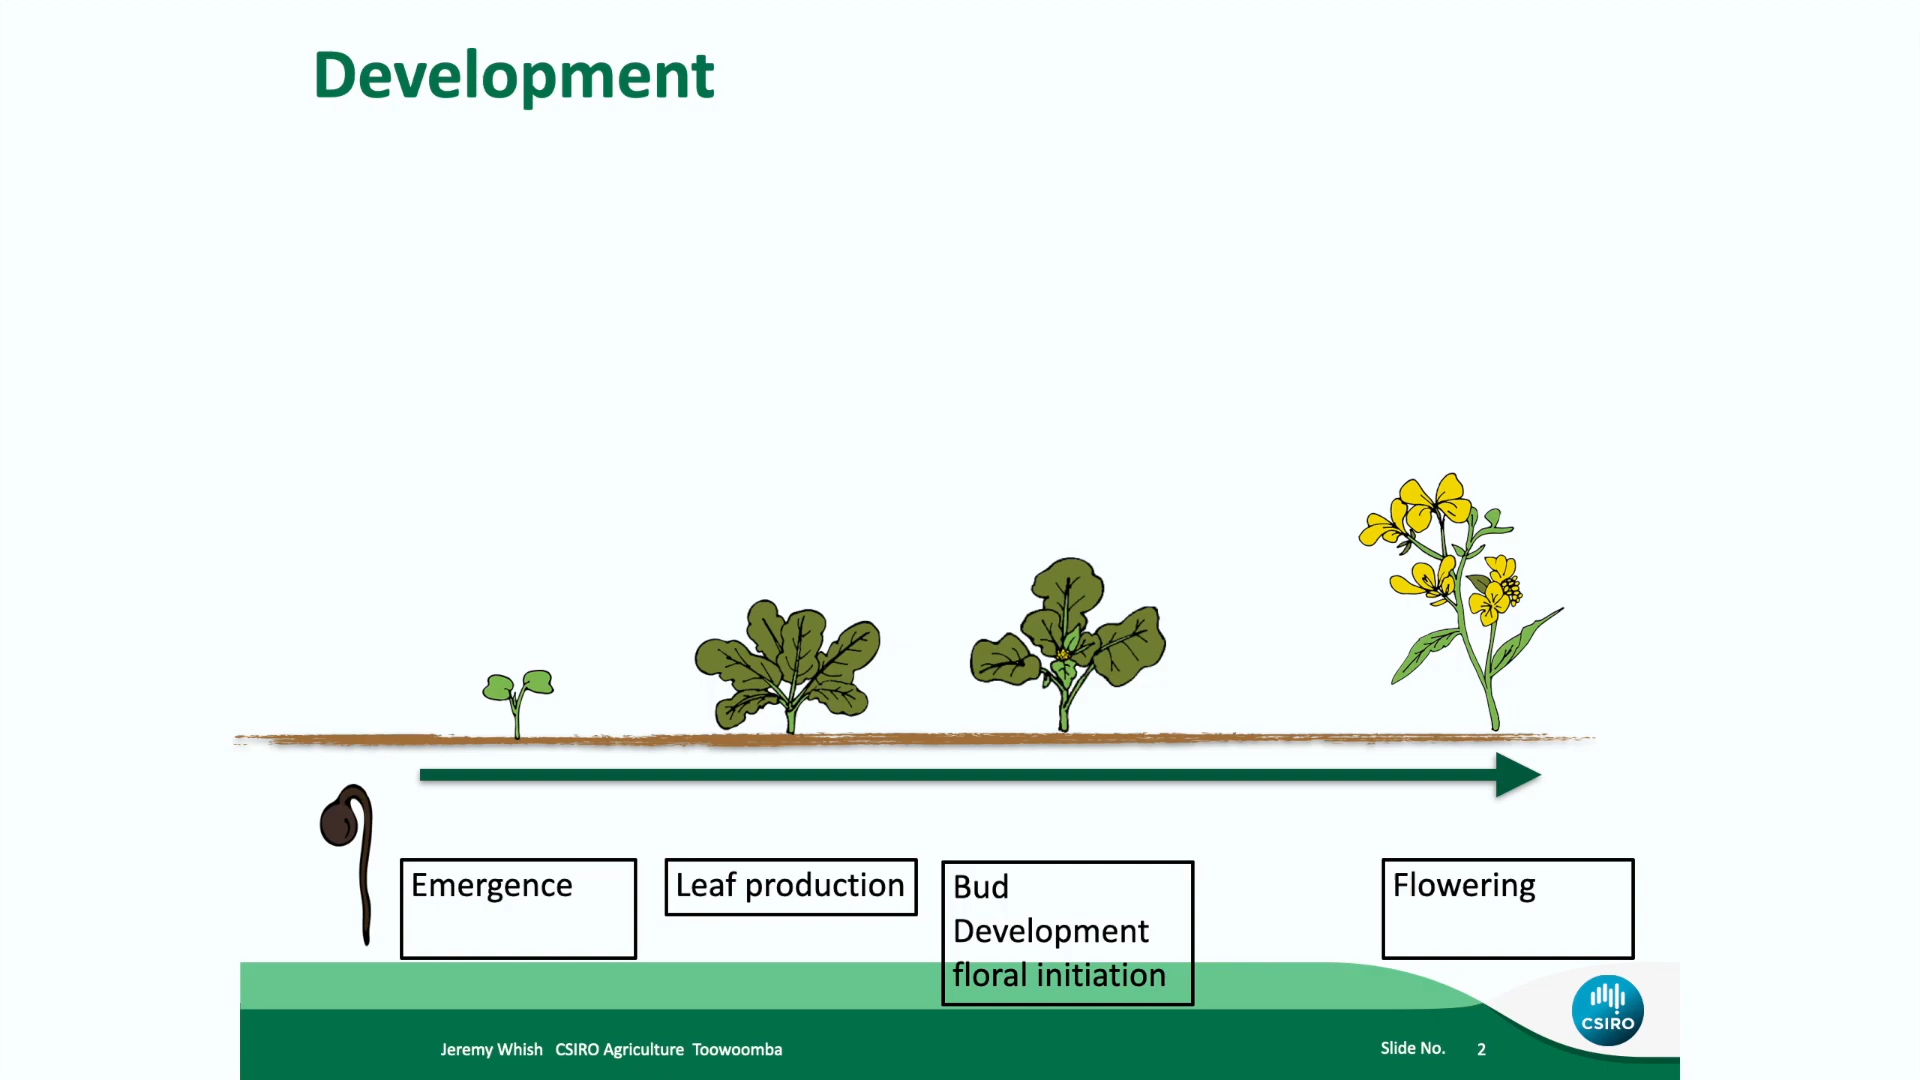 Development
Emergence
Leaf production
Bud
Development
floral initiation
Flowering
CSIRO
Jeremy Whish CSIRO Agriculture Toowoomba
Slide No. 2